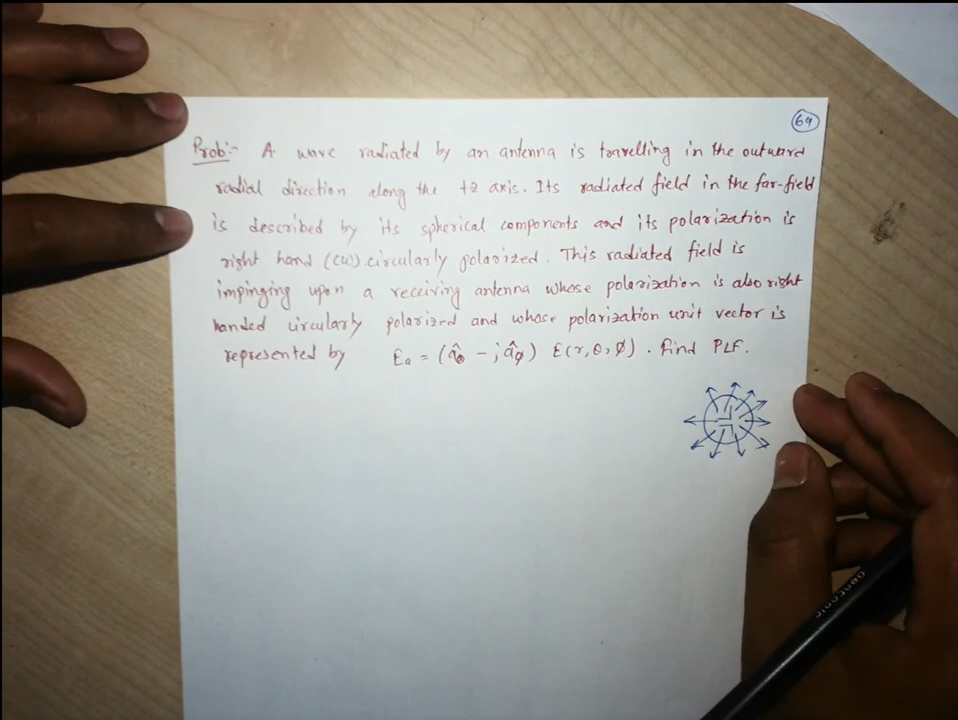 69
Prob:- A wave radiated by an antenna is travelling in the outward
radial direction along the +z axis. Its radiated field in the far-field
is described by its spherical components and its polarization is
right hand (cw) circularly polarized. This radiated field is
impinging upon a receiving antenna whose polarization is also right
handed circularly polarized and whose polarization unit vector is
represented by Ea = (âθ - jâφ) E(r,θ,φ). Find PLF.